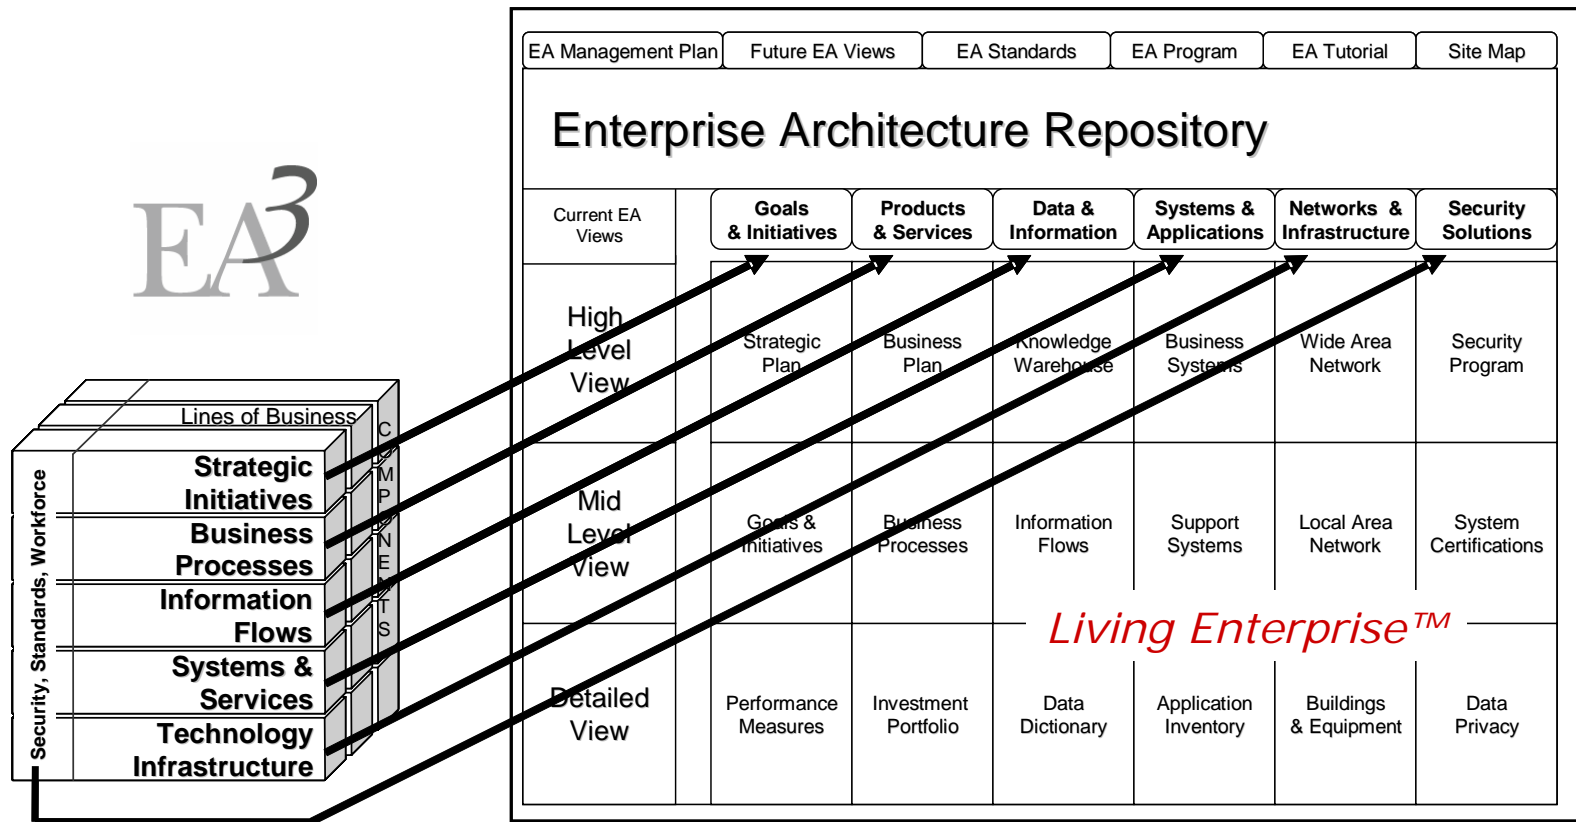 EA Management Plan
Future EA Views
EA Standards
EA Program
EA Tutorial
Site Map
Enterprise Architecture Repository
EA3
Current EA
Views
Goals
& Initiatives
Products
& Services
Data &
Information
Systems &
Applications
Networks &
Infrastructure
Security
Solutions
High
Level
View
Strategic
Plan
Business
Plan
Knowledge
Warehouse
Business
Systems
Wide Area
Network
Security
Program
Mid
Level
View
Goals &
Initiatives
Business
Processes
Information
Flows
Support
Systems
Local Area
Network
System
Certifications
Living Enterprise™
Detailed
View
Performance
Measures
Investment
Portfolio
Data
Dictionary
Application
Inventory
Buildings
& Equipment
Data
Privacy
Lines of Business
COMPONENTS
Security, Standards, Workforce
Strategic
Initiatives
Business
Processes
Information
Flows
Systems &
Services
Technology
Infrastructure